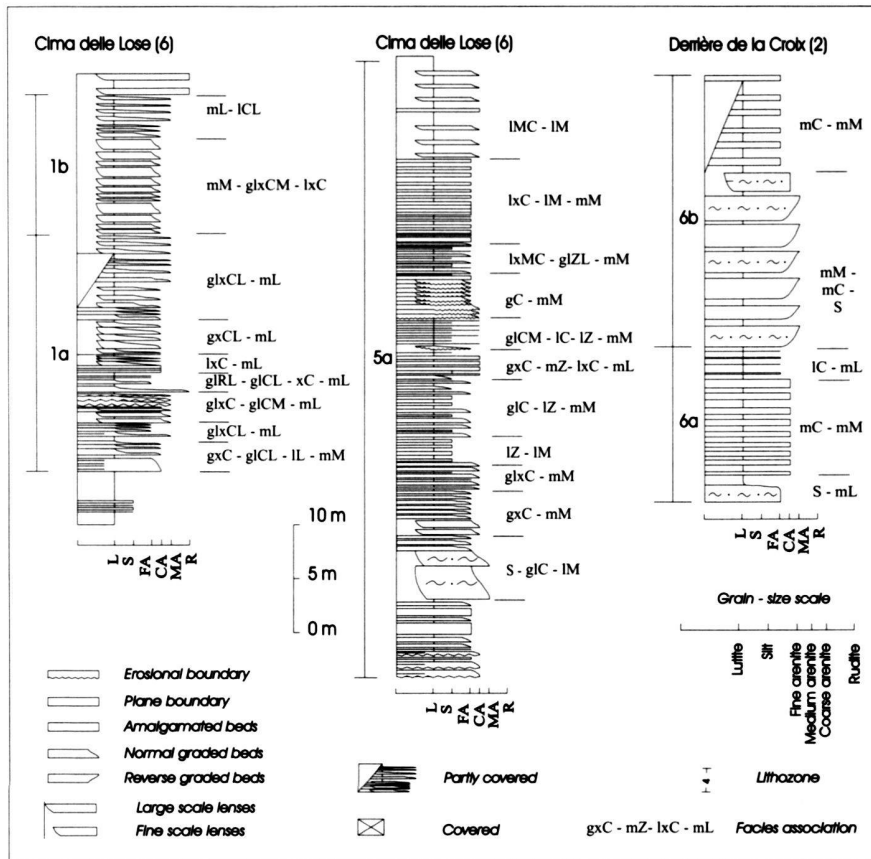 Cima delle Lose (6)
1b
1a
mL- lCL
mM - glxCM - lxC
glxCL - mL
gxCL - mL
lxC - mL
glRL - glCL - xC - mL
glxC - glCM - mL
glxCL - mL
gxC - glCL - lL - mM
L
S
FA
CA
MA
R
10 m
5 m
0 m
Cima delle Lose (6)
5a
lMC - lM
lxC - lM - mM
lxMC - glZL - mM
gC - mM
glCM - lC - lZ - mM
gxC - mZ- lxC - mL
glC - lZ - mM
lZ - lM
glxC - mM
gxC - mM
S - glC - lM
L
S
FA
CA
MA
R
Derrière de la Croix (2)
6b
6a
mC - mM
mM -
mC -
S
lC - mL
mC - mM
S - mL
L
S
FA
CA
MA
R
Grain - size scale
Lutite
Silt
Fine arenite
Medium arenite
Coarse arenite
Rudite
Erosional boundary
Plane boundary
Amalgamated beds
Normal graded beds
Reverse graded beds
Large scale lenses
Fine scale lenses
Partly covered
Covered
4
Lithozone
gxC - mZ- lxC - mL
Facies association